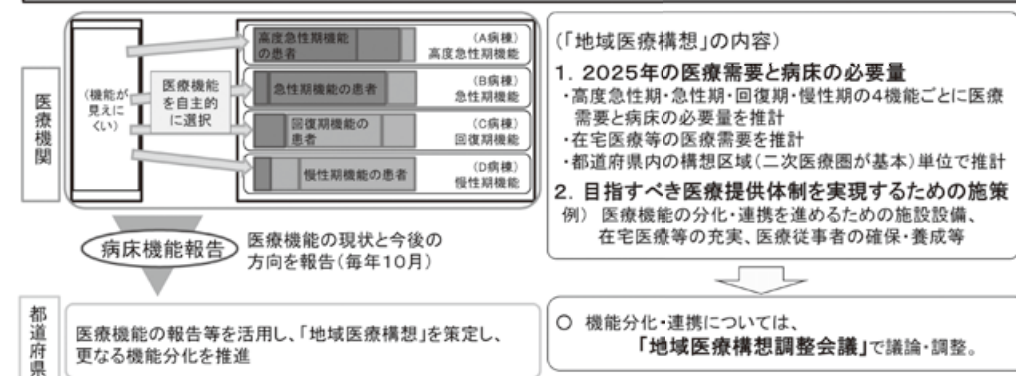 医療機関
(機能が
見えに
くい)
医療機能
を自主的
に選択
高度急性期機能
の患者
(A病棟)
高度急性期機能
急性期機能の患者
(B病棟)
急性期機能
回復期機能の
患者
(C病棟)
回復期機能
慢性期機能の患者
(D病棟)
慢性期機能
病床機能報告
医療機能の現状と今後の
方向を報告(毎年10月)
都道府県
医療機能の報告等を活用し、「地域医療構想」を策定し、
更なる機能分化を推進
(「地域医療構想」の内容)
1. 2025年の医療需要と病床の必要量
・高度急性期・急性期・回復期・慢性期の4機能ごとに医療
需要と病床の必要量を推計
・在宅医療等の医療需要を推計
・都道府県内の構想区域(二次医療圏が基本)単位で推計
2. 目指すべき医療提供体制を実現するための施策
例) 医療機能の分化・連携を進めるための施設設備、
在宅医療等の充実、医療従事者の確保・養成等
○ 機能分化・連携については、
「地域医療構想調整会議」で議論・調整。